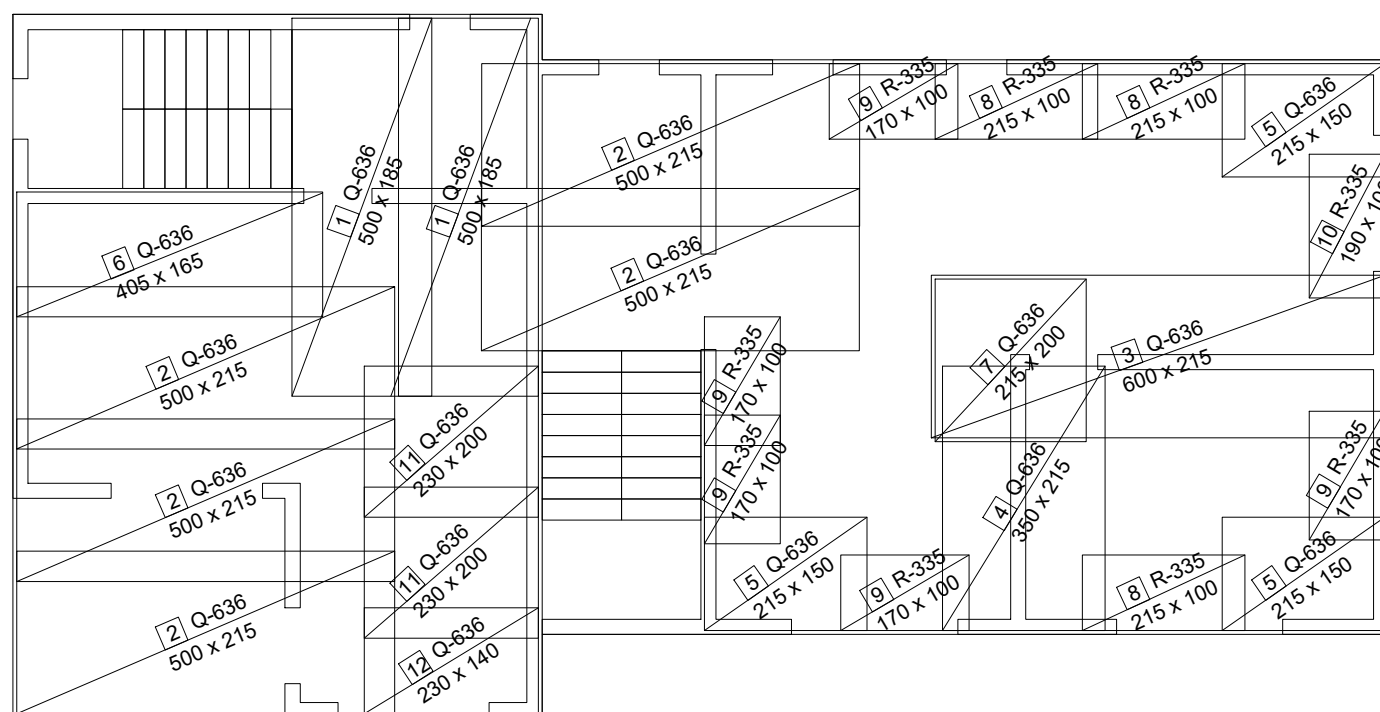 1 Q-636
500 x 185
1 Q-636
500 x 185
2 Q-636
500 x 215
9 R-335
170 x 100
8 R-335
215 x 100
8 R-335
215 x 100
5 Q-636
215 x 150
10 R-335
190 x 100
6 Q-636
405 x 165
2 Q-636
500 x 215
2 Q-636
500 x 215
9 R-335
170 x 100
7 Q-636
215 x 200
3 Q-636
600 x 215
11 Q-636
230 x 200
9 R-335
170 x 100
9 R-335
170 x 100
2 Q-636
500 x 215
4 Q-636
350 x 215
11 Q-636
230 x 200
5 Q-636
215 x 150
9 R-335
170 x 100
8 R-335
215 x 100
5 Q-636
215 x 150
2 Q-636
500 x 215
12 Q-636
230 x 140